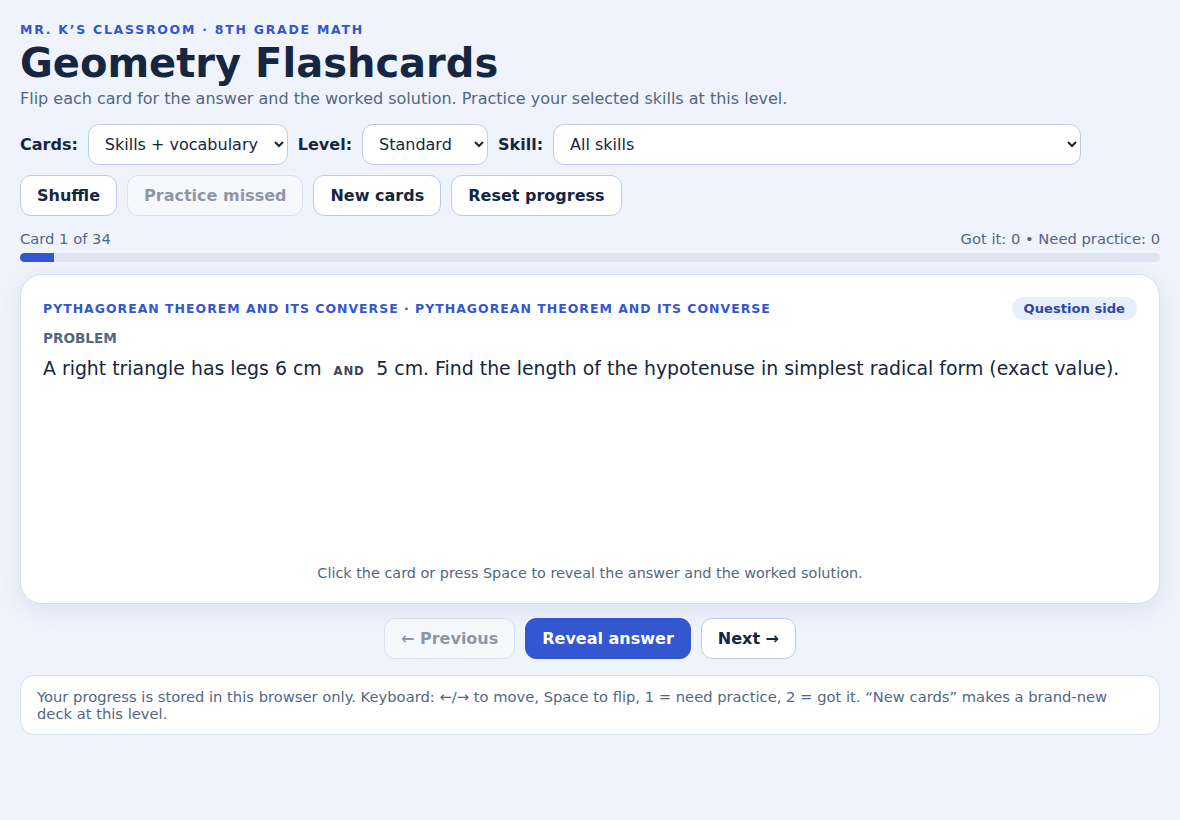 MR. K’S CLASSROOM · 8TH GRADE MATH
Geometry Flashcards
Flip each card for the answer and the worked solution. Practice your selected skills at this level.
Cards: Skills + vocabulary Level: Standard Skill: All skills
Shuffle Practice missed New cards Reset progress
Card 1 of 34 Got it: 0 • Need practice: 0
PYTHAGOREAN THEOREM AND ITS CONVERSE · PYTHAGOREAN THEOREM AND ITS CONVERSE Question side
PROBLEM
A right triangle has legs 6 cm AND 5 cm. Find the length of the hypotenuse in simplest radical form (exact value).
Click the card or press Space to reveal the answer and the worked solution.
← Previous Reveal answer Next →
Your progress is stored in this browser only. Keyboard: ←/→ to move, Space to flip, 1 = need practice, 2 = got it. “New cards” makes a brand-new
deck at this level.